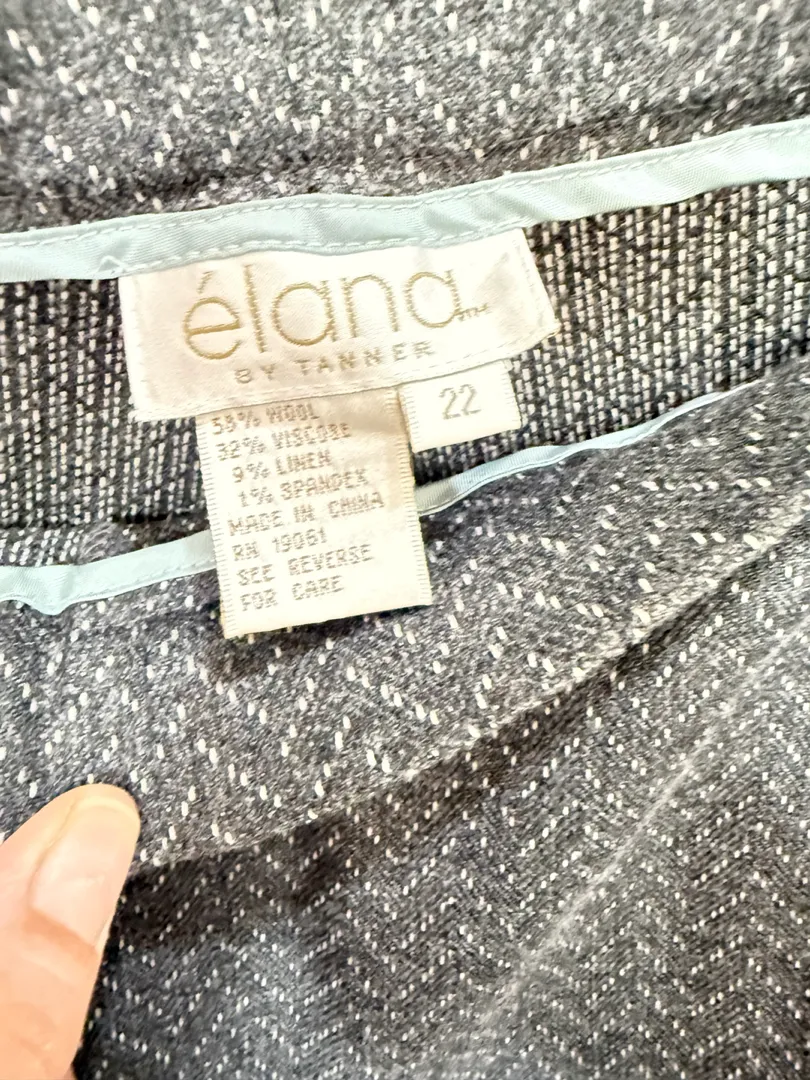 élana™
BY TANNER
22
58% WOOL
32% VISCOSE
9% LINEN
1% SPANDEX
MADE IN CHINA
RN 19061
SEE REVERSE
FOR CARE